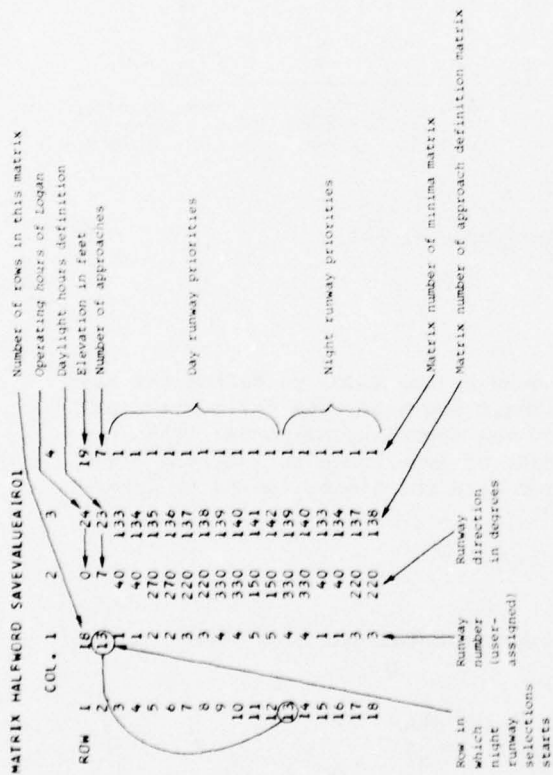 MATRIX HALFWORD SAVEVALUEAIR01
COL. 1 2 3 4
Number of rows in this matrix
Operating hours of Logan
Daylight hours definition
ROW 1 18 0 24 19 Elevation in feet
2 13 7 23 7 Number of approaches
3 1 40 133 1
4 1 40 134 1
5 2 270 135 1
6 2 270 136 1
7 3 220 137 1
8 3 220 138 1
9 4 330 139 1
10 4 330 140 1
11 5 150 141 1
12 5 150 142 1
Day runway priorities
13 4 330 139 1
14 4 330 140 1
15 1 40 133 1
16 1 40 134 1
17 3 220 137 1
18 3 220 138 1
Night runway priorities
Matrix number of minima matrix
Matrix number of approach definition matrix
Row in
which
night
runway
selections
starts
Runway
number
(user-
assigned)
Runway
direction
in degrees